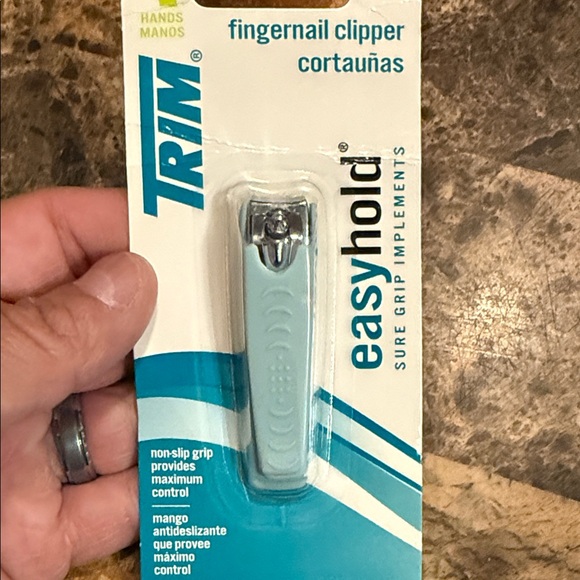 HANDS
MANOS
fingernail clipper
cortauñas
TRIM®
easyhold®
SURE GRIP IMPLEMENTS
non-slip grip
provides
maximum
control
mango
antideslizante
que provee
máximo
control